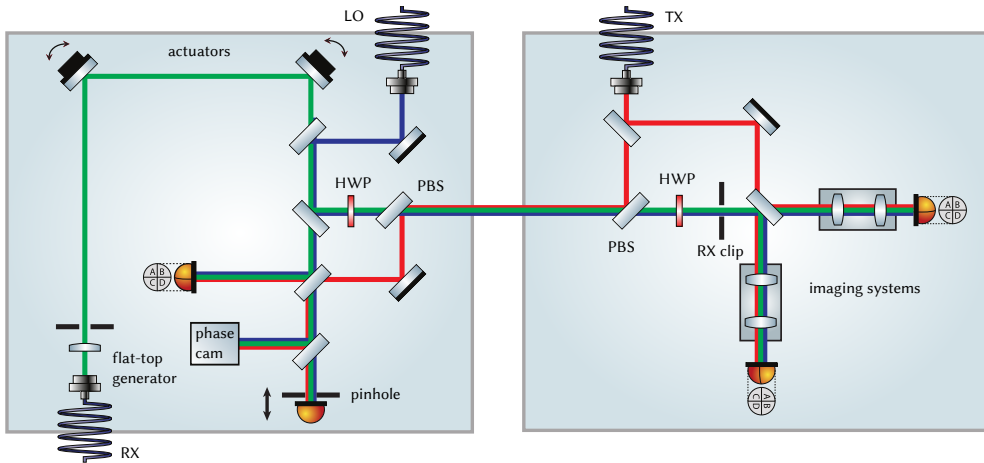 LO
TX
actuators
HWP
PBS
HWP
A B
C D
PBS
RX clip
A B
C D
imaging systems
phase
cam
flat-top
generator
pinhole
A B
C D
RX